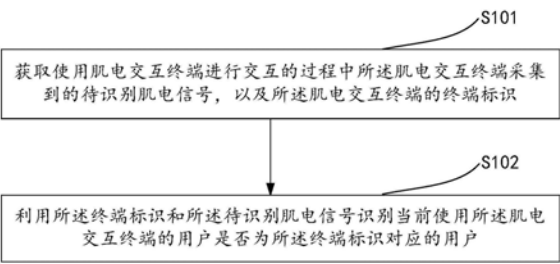 S101
获取使用肌电交互终端进行交互的过程中所述肌电交互终端采集
到的待识别肌电信号，以及所述肌电交互终端的终端标识
S102
利用所述终端标识和所述待识别肌电信号识别当前使用所述肌电
交互终端的用户是否为所述终端标识对应的用户